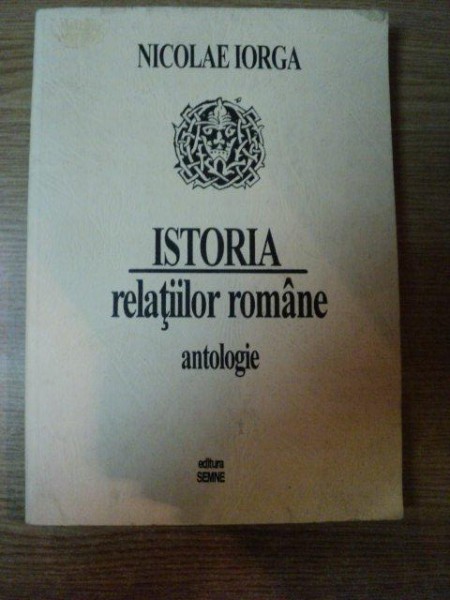 NICOLAE IORGA
ISTORIA
relaţiilor române
antologie
editura
SEMNE